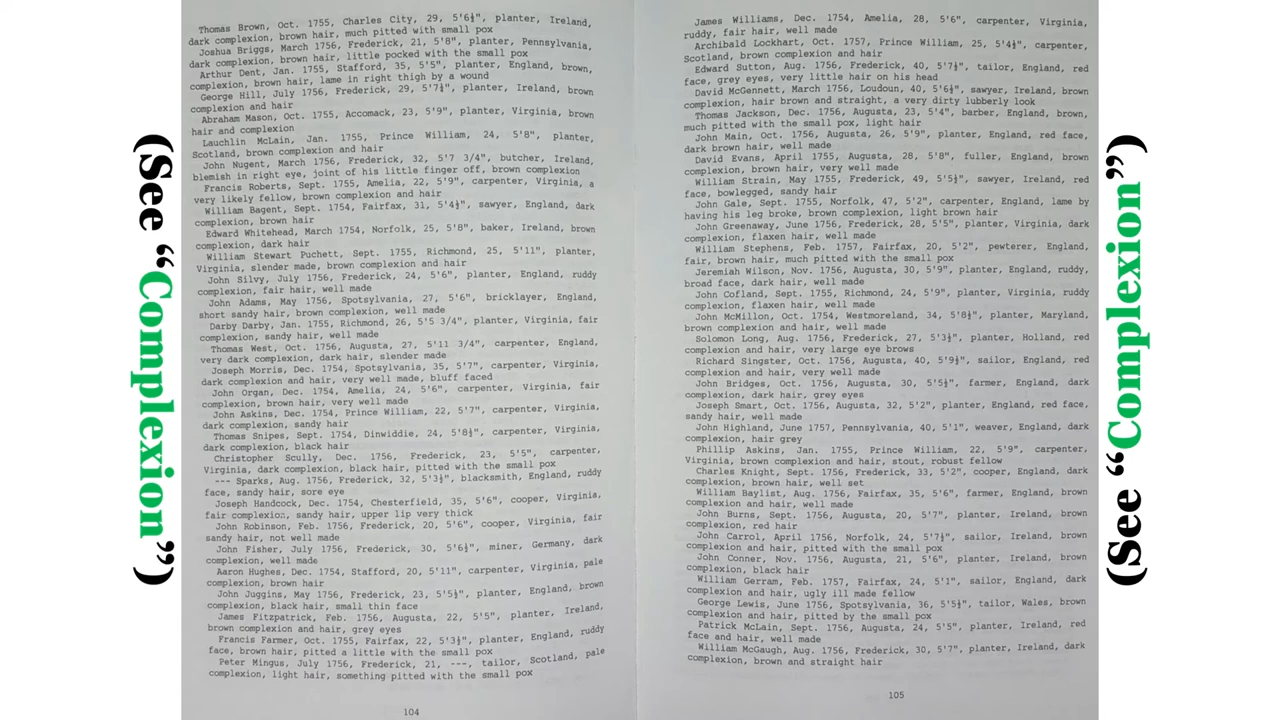 (See “Complexion”)
Thomas Brown, Oct. 1755, Charles City, 29, 5'6½", planter, Ireland,
dark complexion, brown hair, much pitted with small pox
Joshua Briggs, March 1756, Frederick, 21, 5'8", planter, Pennsylvania,
dark complexion, brown hair, little pocked with the small pox
Arthur Dent, Jan. 1755, Stafford, 35, 5'5", planter, England, brown,
complexion, brown hair, lame in right thigh by a wound
George Hill, July 1756, Frederick, 29, 5'7½", planter, Ireland, brown
complexion and hair
Abraham Mason, Oct. 1755, Accomack, 23, 5'9", planter, Virginia, brown
hair and complexion
Lauchlin McLain, Jan. 1755, Prince William, 24, 5'8", planter,
Scotland, brown complexion and hair
John Nugent, March 1756, Frederick, 32, 5'7 3/4", butcher, Ireland,
blemish in right eye, joint of his little finger off, brown complexion
Francis Roberts, Sept. 1755, Amelia, 22, 5'9", carpenter, Virginia, a
very likely fellow, brown complexion and hair
William Bagent, Sept. 1754, Fairfax, 31, 5'4½", sawyer, England, dark
complexion, brown hair
Edward Whitehead, March 1754, Norfolk, 25, 5'8", baker, Ireland, brown
complexion, dark hair
William Stewart Puchett, Sept. 1755, Richmond, 25, 5'11", planter,
Virginia, slender made, brown complexion and hair
John Silvy, July 1756, Frederick, 24, 5'6", planter, England, ruddy
complexion, fair hair, well made
John Adams, May 1756, Spotsylvania, 27, 5'6", bricklayer, England,
short sandy hair, brown complexion, well made
Darby Darby, Jan. 1755, Richmond, 26, 5'5 3/4", planter, Virginia, fair
complexion, sandy hair, well made
Thomas West, Oct. 1756, Augusta, 27, 5'11 3/4", carpenter, England,
very dark complexion, dark hair, slender made
Joseph Morris, Dec. 1754, Spotsylvania, 35, 5'7", carpenter, Virginia,
dark complexion and hair, very well made, bluff faced
John Organ, Dec. 1754, Amelia, 24, 5'6", carpenter, Virginia, fair
complexion, brown hair, very well made
John Askins, Dec. 1754, Prince William, 22, 5'7", carpenter, Virginia,
dark complexion, sandy hair
Thomas Snipes, Sept. 1754, Dinwiddie, 24, 5'8½", carpenter, Virginia,
dark complexion, black hair
Christopher Scully, Dec. 1756, Frederick, 23, 5'5", carpenter,
Virginia, dark complexion, black hair, pitted with the small pox
--- Sparks, Aug. 1756, Frederick, 32, 5'3½", blacksmith, England, ruddy
face, sandy hair, sore eye
Joseph Handcock, Dec. 1754, Chesterfield, 35, 5'6", cooper, Virginia,
fair complexion, sandy hair, upper lip very thick
John Robinson, Feb. 1756, Frederick, 20, 5'6", cooper, Virginia, fair
sandy hair, not well made
John Fisher, July 1756, Frederick, 30, 5'6½", miner, Germany, dark
complexion, well made
Aaron Hughes, Dec. 1754, Stafford, 20, 5'11", carpenter, Virginia, pale
complexion, brown hair
John Juggins, May 1756, Frederick, 23, 5'5½", planter, England, brown
complexion, black hair, small thin face
James Fitzpatrick, Feb. 1756, Augusta, 22, 5'5", planter, Ireland,
brown complexion and hair, grey eyes
Francis Farmer, Oct. 1755, Fairfax, 22, 5'3½", planter, England, ruddy
face, brown hair, pitted a little with the small pox
Peter Mingus, July 1756, Frederick, 21, ---, tailor, Scotland, pale
complexion, light hair, something pitted with the small pox
104
James Williams, Dec. 1754, Amelia, 28, 5'6", carpenter, Virginia,
ruddy, fair hair, well made
Archibald Lockhart, Oct. 1757, Prince William, 25, 5'4½", carpenter,
Scotland, brown complexion and hair
Edward Sutton, Aug. 1756, Frederick, 40, 5'7½", tailor, England, red
face, grey eyes, very little hair on his head
David McGennett, March 1756, Loudoun, 40, 5'6½", sawyer, Ireland, brown
complexion, hair brown and straight, a very dirty lubberly look
Thomas Jackson, Dec. 1756, Augusta, 23, 5'4", barber, England, brown,
much pitted with the small pox, light hair
John Main, Oct. 1756, Augusta, 26, 5'9", planter, England, red face,
dark brown hair, well made
David Evans, April 1755, Augusta, 28, 5'8", fuller, England, brown
complexion, brown hair, very well made
William Strain, May 1755, Frederick, 49, 5'5½", sawyer, Ireland, red
face, bowlegged, sandy hair
John Gale, Sept. 1755, Norfolk, 47, 5'2", carpenter, England, lame by
having his leg broke, brown complexion, light brown hair
John Greenaway, June 1756, Frederick, 28, 5'5", planter, Virginia, dark
complexion, flaxen hair, well made
William Stephens, Feb. 1757, Fairfax, 20, 5'2", pewterer, England,
fair, brown hair, much pitted with the small pox
Jeremiah Wilson, Nov. 1756, Augusta, 30, 5'9", planter, England, ruddy,
broad face, dark hair, well made
John Cofland, Sept. 1755, Richmond, 24, 5'9", planter, Virginia, ruddy
complexion, flaxen hair, well made
John McMillon, Oct. 1754, Westmoreland, 34, 5'8½", planter, Maryland,
brown complexion and hair, well made
Solomon Long, Aug. 1756, Frederick, 27, 5'3½", planter, Holland, red
complexion and hair, very large eye brows
Richard Singster, Oct. 1756, Augusta, 40, 5'9½", sailor, England, red
complexion and hair, very well made
John Bridges, Oct. 1756, Augusta, 30, 5'5½", farmer, England, dark
complexion, dark hair, grey eyes
Joseph Smart, Oct. 1756, Augusta, 32, 5'2", planter, England, red face,
sandy hair, well made
John Highland, June 1757, Pennsylvania, 40, 5'1", weaver, England, dark
complexion, hair grey
Phillip Askins, Jan. 1755, Prince William, 22, 5'9", carpenter,
Virginia, brown complexion and hair, stout, robust fellow
Charles Knight, Sept. 1756, Frederick, 33, 5'2", cooper, England, dark
complexion, brown hair, well set
William Baylist, Aug. 1756, Fairfax, 35, 5'6", farmer, England, brown
complexion and hair, well made
John Burns, Sept. 1756, Augusta, 20, 5'7", planter, Ireland, brown
complexion, red hair
John Carrol, April 1756, Norfolk, 24, 5'7½", sailor, Ireland, brown
complexion and hair, pitted with the small pox
John Conner, Nov. 1756, Augusta, 21, 5'6", planter, Ireland, brown
complexion, black hair
William Gerram, Feb. 1757, Fairfax, 24, 5'1", sailor, England, dark
complexion and hair, ugly ill made fellow
George Lewis, June 1756, Spotsylvania, 36, 5'5½", tailor, Wales, brown
complexion and hair, pitted by the small pox
Patrick McLain, Sept. 1756, Augusta, 24, 5'5", planter, Ireland, red
face and hair, well made
William McGaugh, Aug. 1756, Frederick, 30, 5'7", planter, Ireland, dark
complexion, brown and straight hair
105
(See “Complexion”)